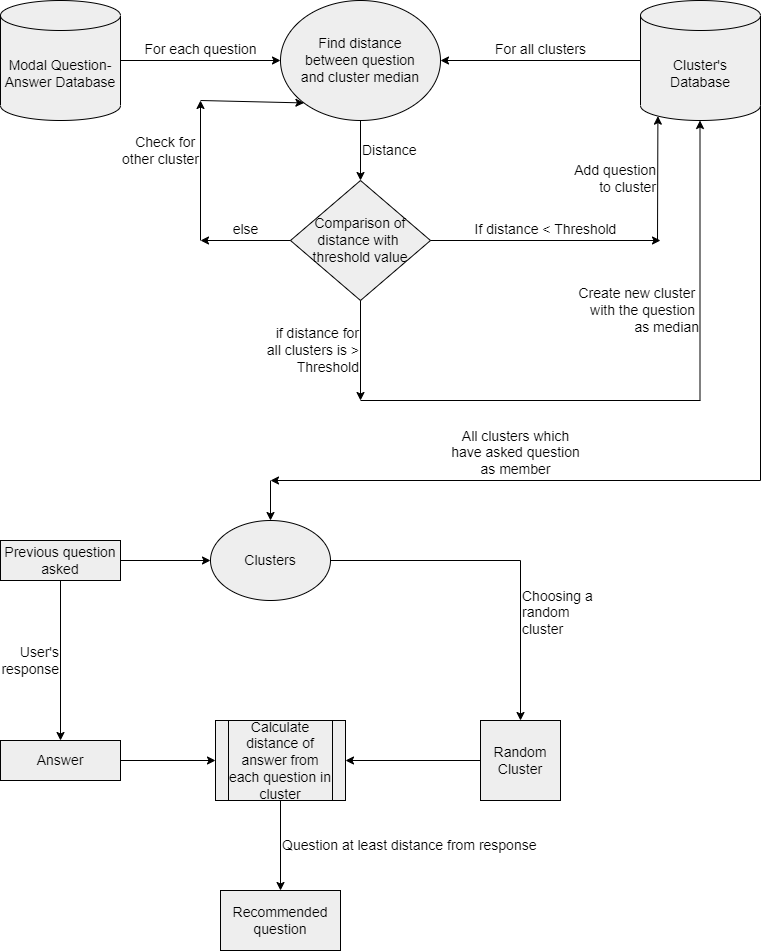 Modal Question-
Answer Database
For each question
Find distance
between question
and cluster median
For all clusters
Cluster's
Database
Check for
other cluster
Distance
Add question
to cluster
else
Comparison of
distance with
threshold value
If distance < Threshold
Create new cluster
with the question
as median
if distance for
all clusters is >
Threshold
All clusters which
have asked question
as member
Previous question
asked
Clusters
Choosing a
random
cluster
User's
response
Answer
Calculate
distance of
answer from
each question in
cluster
Random
Cluster
Question at least distance from response
Recommended
question